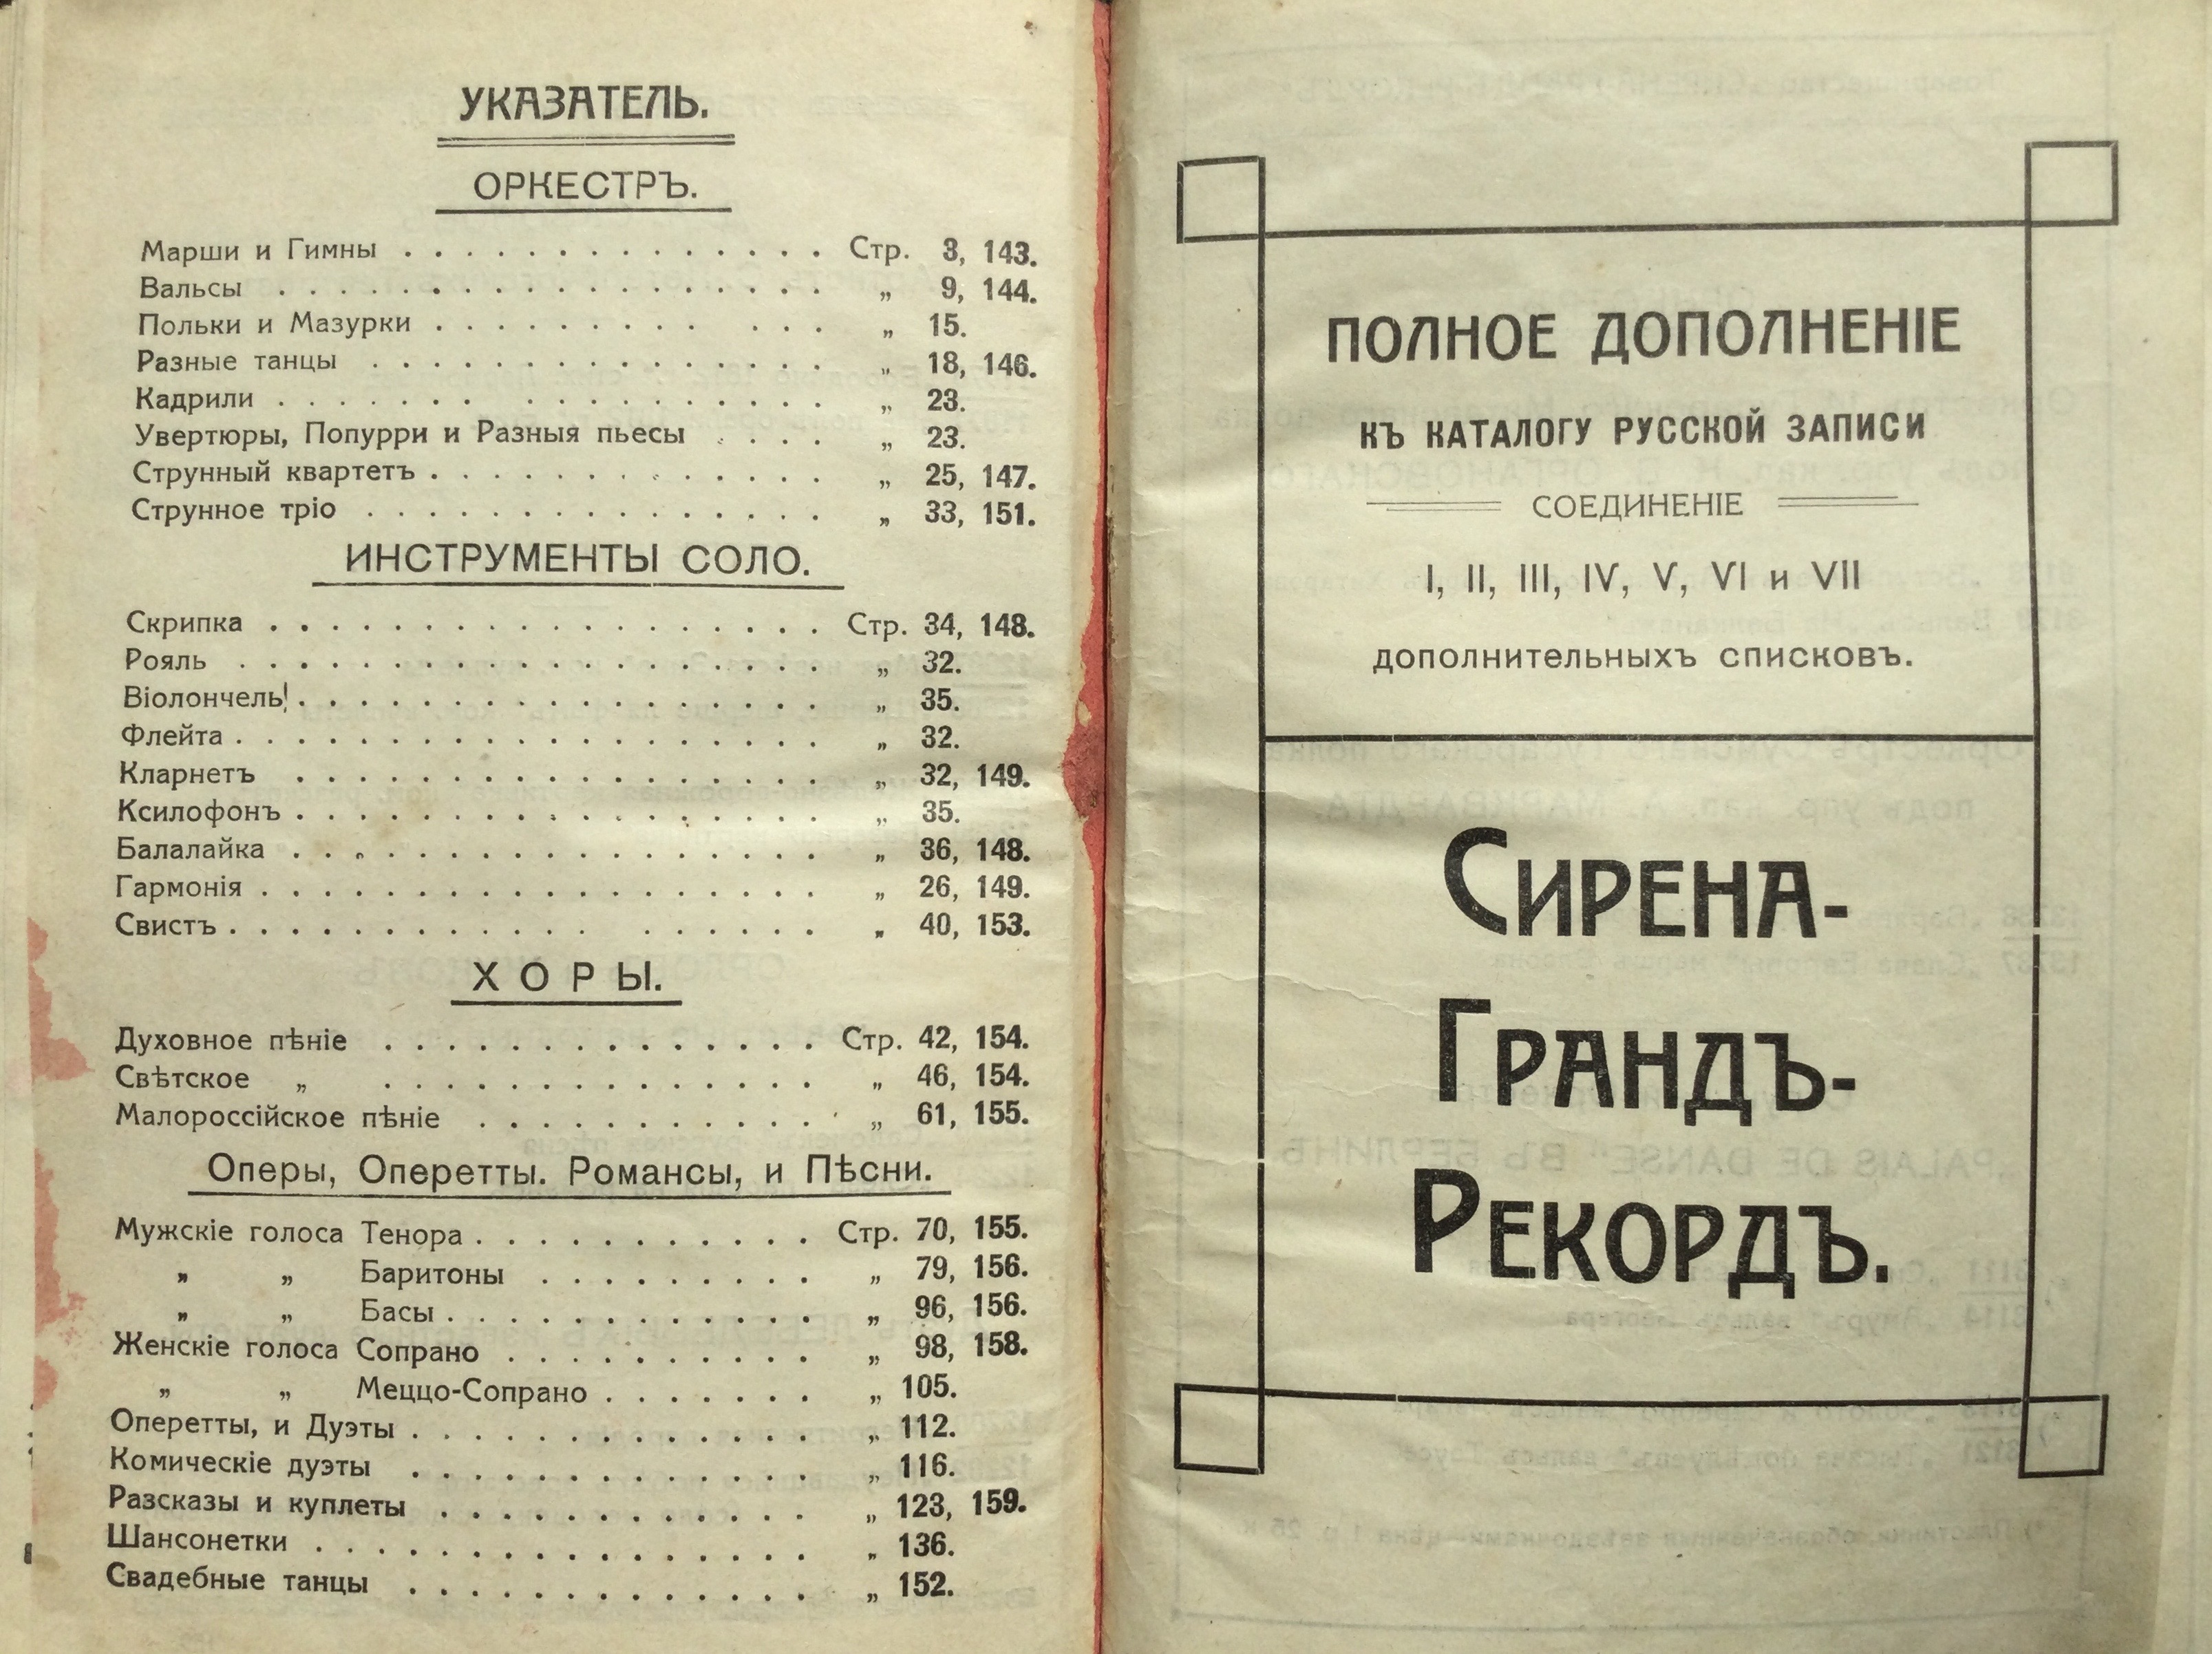 УКАЗАТЕЛЬ.
ОРКЕСТРЪ.
Марши и Гимны . . . . . . . . . . . . . . Стр. 3, 143.
Вальсы . . . . . . . . . . . . . . . . . . „ 9, 144.
Польки и Мазурки . . . . . . . . . . . . „ 15.
Разные танцы . . . . . . . . . . . . . . . „ 18, 146.
Кадрили . . . . . . . . . . . . . . . . . „ 23.
Увертюры, Попурри и Разныя пьесы . . . . „ 23.
Струнный квартетъ . . . . . . . . . . . . . „ 25, 147.
Струнное тріо . . . . . . . . . . . . . . . „ 33, 151.
ИНСТРУМЕНТЫ СОЛО.
Скрипка . . . . . . . . . . . . . . . . . . Стр. 34, 148.
Рояль . . . . . . . . . . . . . . . . . . . „ 32.
Віолончель . . . . . . . . . . . . . . . . . „ 35.
Флейта . . . . . . . . . . . . . . . . . . . „ 32.
Кларнетъ . . . . . . . . . . . . . . . . . „ 32, 149.
Ксилофонъ . . . . . . . . . . . . . . . . . „ 35.
Балалайка . . . . . . . . . . . . . . . . . „ 36, 148.
Гармонія . . . . . . . . . . . . . . . . . . „ 26, 149.
Свистъ . . . . . . . . . . . . . . . . . . „ 40, 153.
ХОРЫ.
Духовное пѣніе . . . . . . . . . . . . . . Стр. 42, 154.
Свѣтское „ . . . . . . . . . . . . . . „ 46, 154.
Малороссійское пѣніе . . . . . . . . . . . „ 61, 155.
Оперы, Оперетты. Романсы, и Пѣсни.
Мужскіе голоса Тенора . . . . . . . . . . . Стр. 70, 155.
„ „ Баритоны . . . . . . . . . „ 79, 156.
„ „ Басы . . . . . . . . . . . . „ 96, 156.
Женскіе голоса Сопрано . . . . . . . . . . „ 98, 158.
„ „ Меццо-Сопрано . . . . . . . „ 105.
Оперетты, и Дуэты . . . . . . . . . . . . . „ 112.
Комическіе дуэты . . . . . . . . . . . . . „ 116.
Разсказы и куплеты . . . . . . . . . . . . „ 123, 159.
Шансонетки . . . . . . . . . . . . . . . . „ 136.
Свадебные танцы . . . . . . . . . . . . . „ 152.
ПОЛНОЕ ДОПОЛНЕНІЕ
КЪ КАТАЛОГУ РУССКОЙ ЗАПИСИ
СОЕДИНЕНІЕ
I, II, III, IV, V, VI и VII
дополнительныхъ списковъ.
СИРЕНА-
ГРАНДЪ-
РЕКОРДЪ.